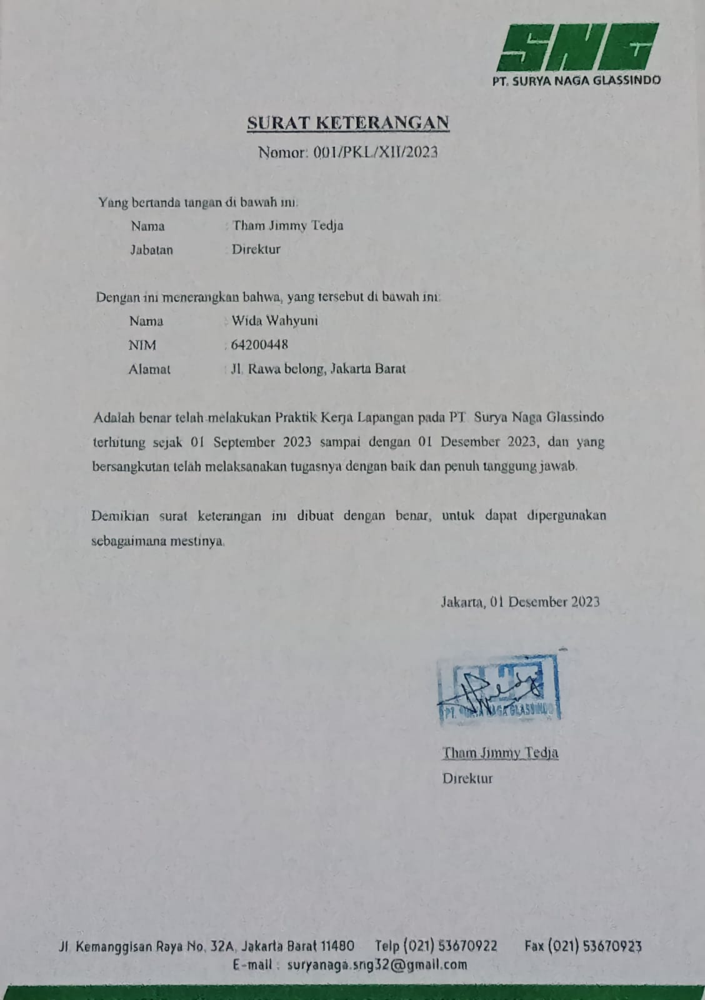 SNG
PT. SURYA NAGA GLASSINDO
SURAT KETERANGAN
Nomor: 001/PKL/XII/2023
Yang bertanda tangan di bawah ini:
Nama : Tham Jimmy Tedja
Jabatan : Direktur
Dengan ini menerangkan bahwa, yang tersebut di bawah ini:
Nama : Wida Wahyuni
NIM : 64200448
Alamat : Jl. Rawa belong, Jakarta Barat
Adalah benar telah melakukan Praktik Kerja Lapangan pada PT. Surya Naga Glassindo
terhitung sejak 01 September 2023 sampai dengan 01 Desember 2023, dan yang
bersangkutan telah melaksanakan tugasnya dengan baik dan penuh tanggung jawab.
Demikian surat keterangan ini dibuat dengan benar, untuk dapat dipergunakan
sebagaimana mestinya.
Jakarta, 01 Desember 2023
PT. SURYA NAGA GLASSINDO
Tham Jimmy Tedja
Direktur
Jl. Kemanggisan Raya No. 32A, Jakarta Barat 11480 Telp (021) 53670922 Fax (021) 53670923
E-mail : suryanaga.sng32@gmail.com